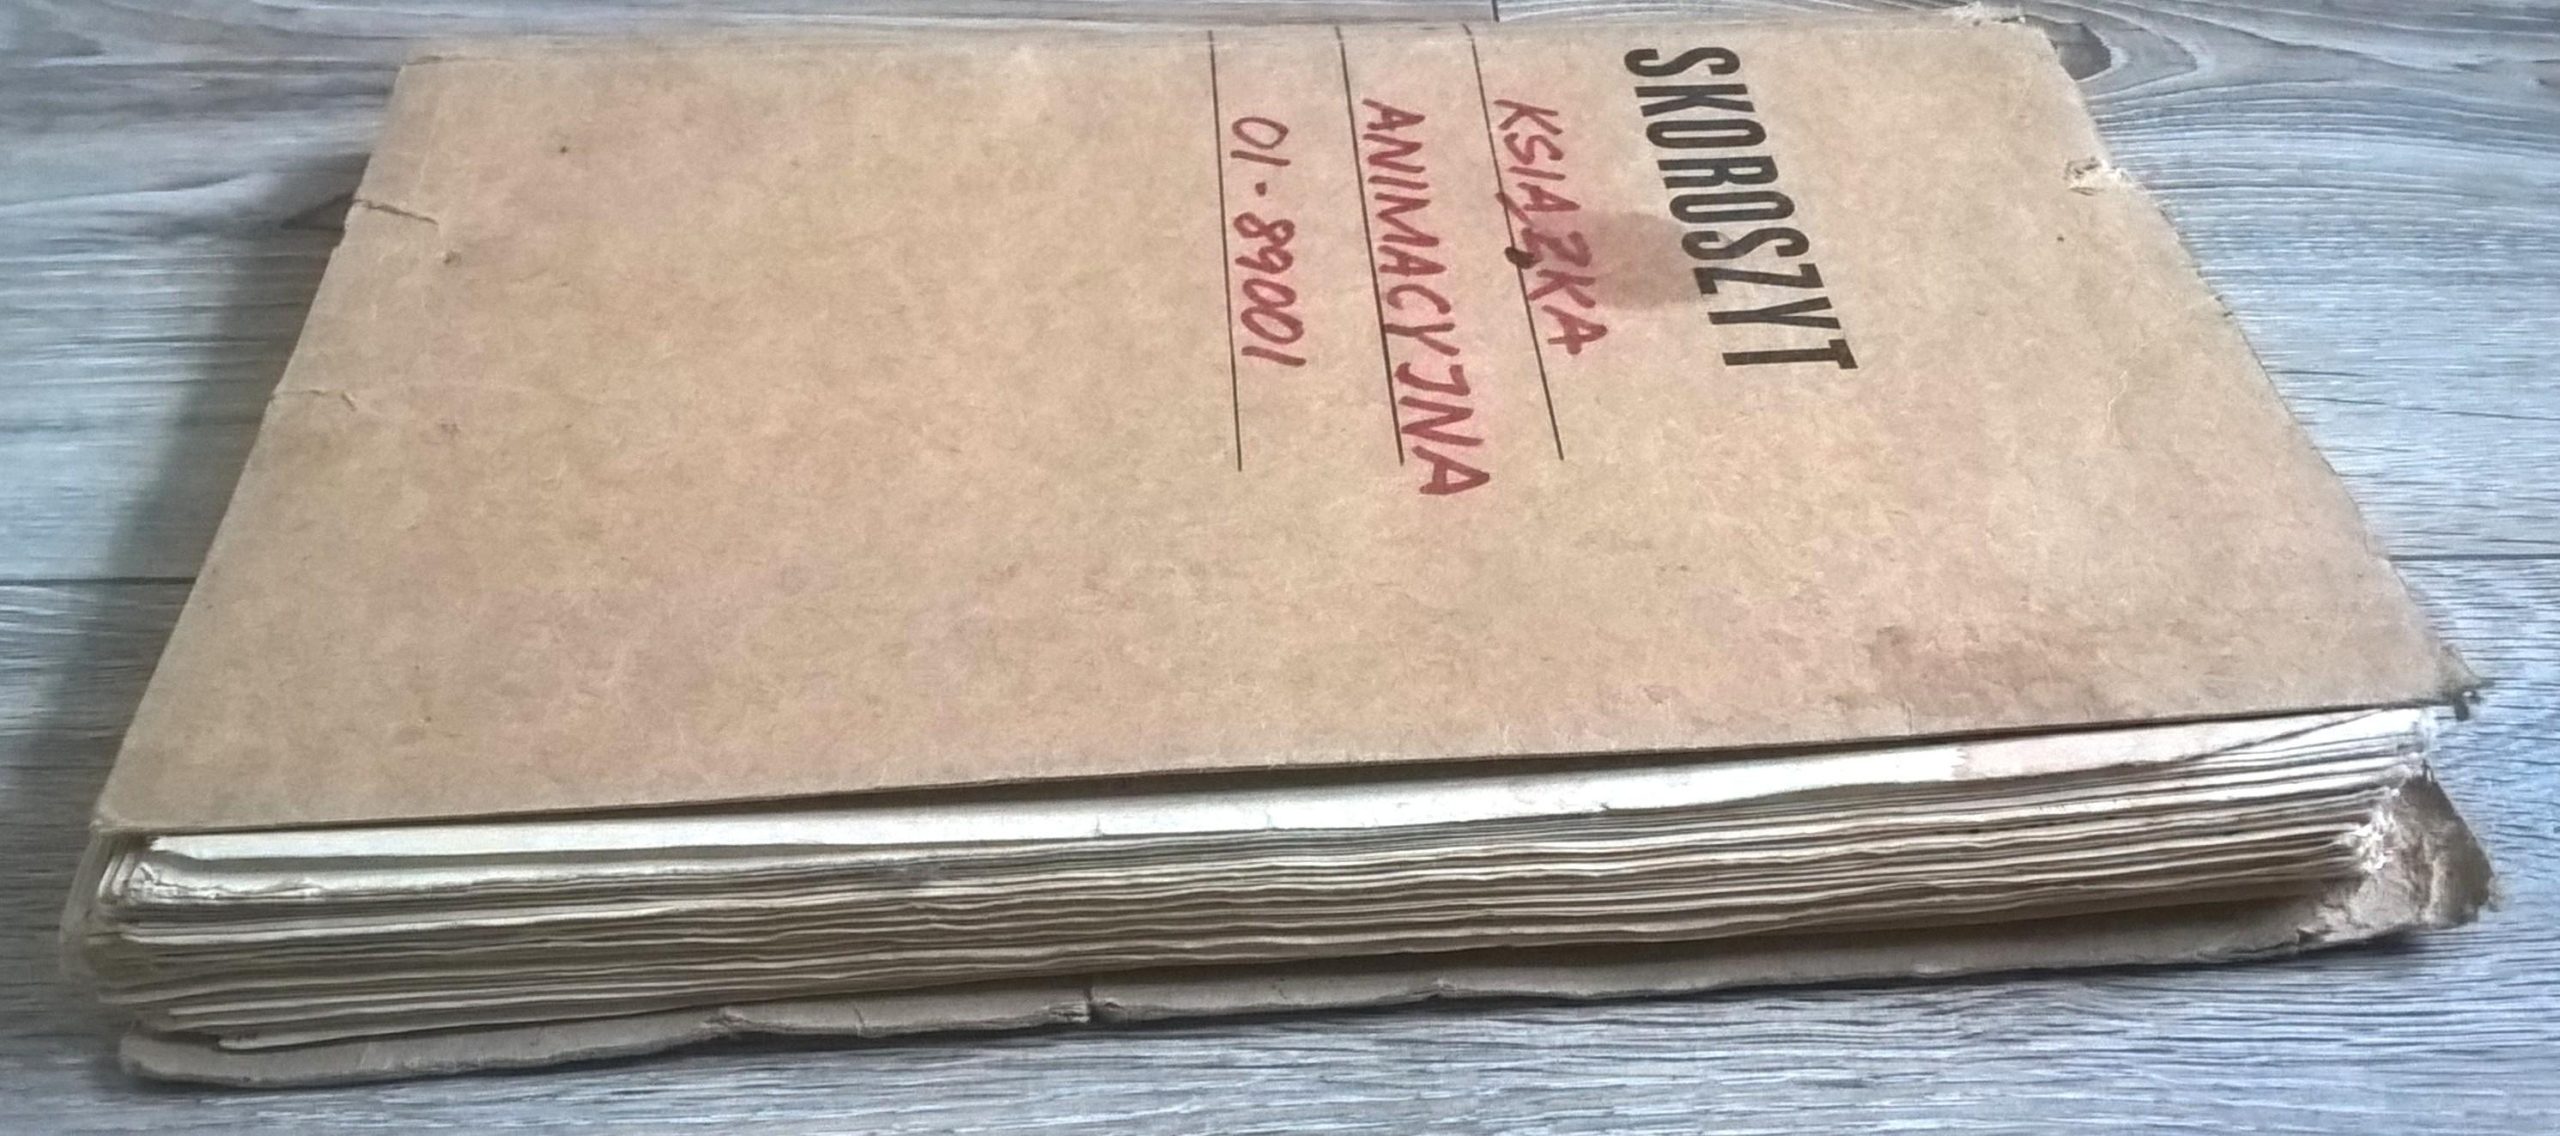 SKOROSZYT
KSIĄŻKA
ANIMACYJNA
01-89001